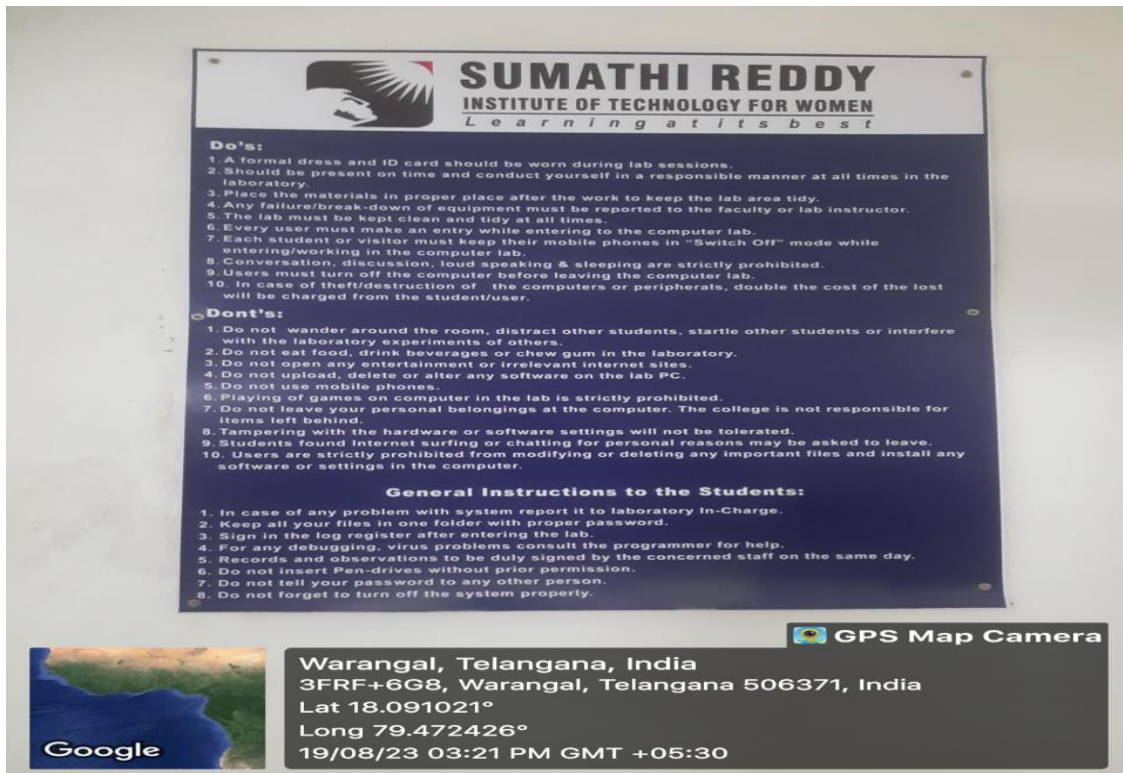 SUMATHI REDDY
INSTITUTE OF TECHNOLOGY FOR WOMEN
Learning at its best
Do's:
1. A formal dress and ID card should be worn during lab sessions.
2. Should be present on time and conduct yourself in a responsible manner at all times in the
laboratory.
3. Place the materials in proper place after the work to keep the lab area tidy.
4. Any failure/break-down of equipment must be reported to the faculty or lab instructor.
5. The lab must be kept clean and tidy at all times.
6. Every user must make an entry while entering to the computer lab.
7. Each student or visitor must keep their mobile phones in “Switch Off” mode while
entering/working in the computer lab.
8. Conversation, discussion, loud speaking & sleeping are strictly prohibited.
9. Users must turn off the computer before leaving the computer lab.
10. In case of theft/destruction of the computers or peripherals, double the cost of the lost
will be charged from the student/user.
Dont's:
1. Do not wander around the room, distract other students, startle other students or interfere
with the laboratory experiments of others.
2. Do not eat food, drink beverages or chew gum in the laboratory.
3. Do not open any entertainment or irrelevant internet sites.
4. Do not upload, delete or alter any software on the lab PC.
5. Do not use mobile phones.
6. Playing of games on computer in the lab is strictly prohibited.
7. Do not leave your personal belongings at the computer. The college is not responsible for
items left behind.
8. Tampering with the hardware or software settings will not be tolerated.
9. Students found Internet surfing or chatting for personal reasons may be asked to leave.
10. Users are strictly prohibited from modifying or deleting any important files and install any
software or settings in the computer.
General Instructions to the Students:
1. In case of any problem with system report it to laboratory In-Charge.
2. Keep all your files in one folder with proper password.
3. Sign in the log register after entering the lab.
4. For any debugging, virus problems consult the programmer for help.
5. Records and observations to be duly signed by the concerned staff on the same day.
6. Do not insert Pen-drives without prior permission.
7. Do not tell your password to any other person.
8. Do not forget to turn off the system properly.
GPS Map Camera
Warangal, Telangana, India
3FRF+6G8, Warangal, Telangana 506371, India
Lat 18.091021°
Long 79.472426°
19/08/23 03:21 PM GMT +05:30
Google